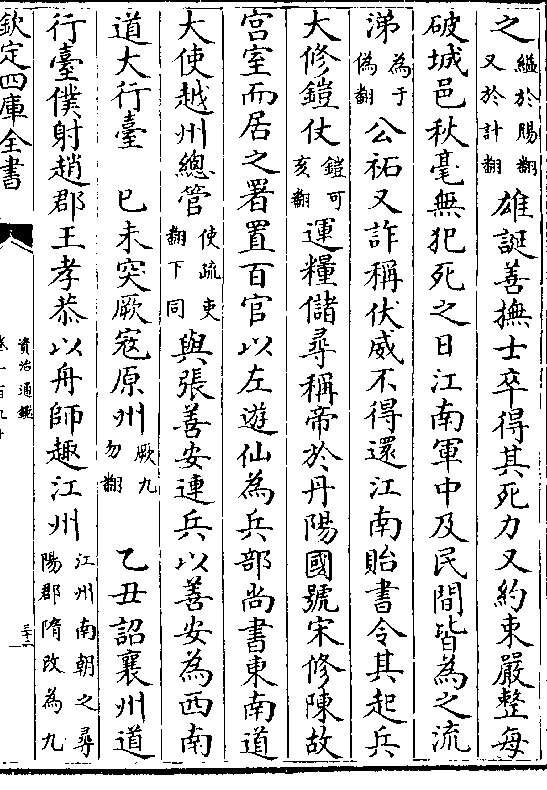 之縊於賜翻又於計翻雄誕善撫士卒得其死力又約束嚴整每
破城邑秋毫無犯死之日江南軍中及民間皆為之流
涕為于偽翻公祏又詐稱伏威不得還江南貽書令其起兵
大修鎧仗鎧可亥翻運糧儲尋稱帝於丹陽國號宋修陳故
宫室而居之署置百官以左遊仙為兵部尚書東南道
大使越州總管使疏吏翻下同與張善安連兵以善安為西南
道大行臺 己未突厥寇原州厥九勿翻 乙丑詔襄州道
行臺僕射趙郡王孝恭以舟師趣江州江州南朝之尋陽郡隋改為九
欽定四庫全書
資治通鑑